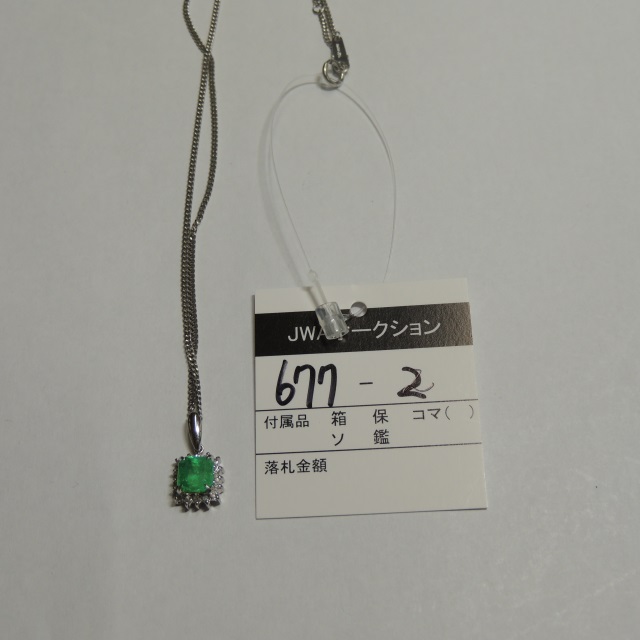 JWAオークション
677-2
付属品 箱 保 コマ( )
ソ 鑑
落札金額